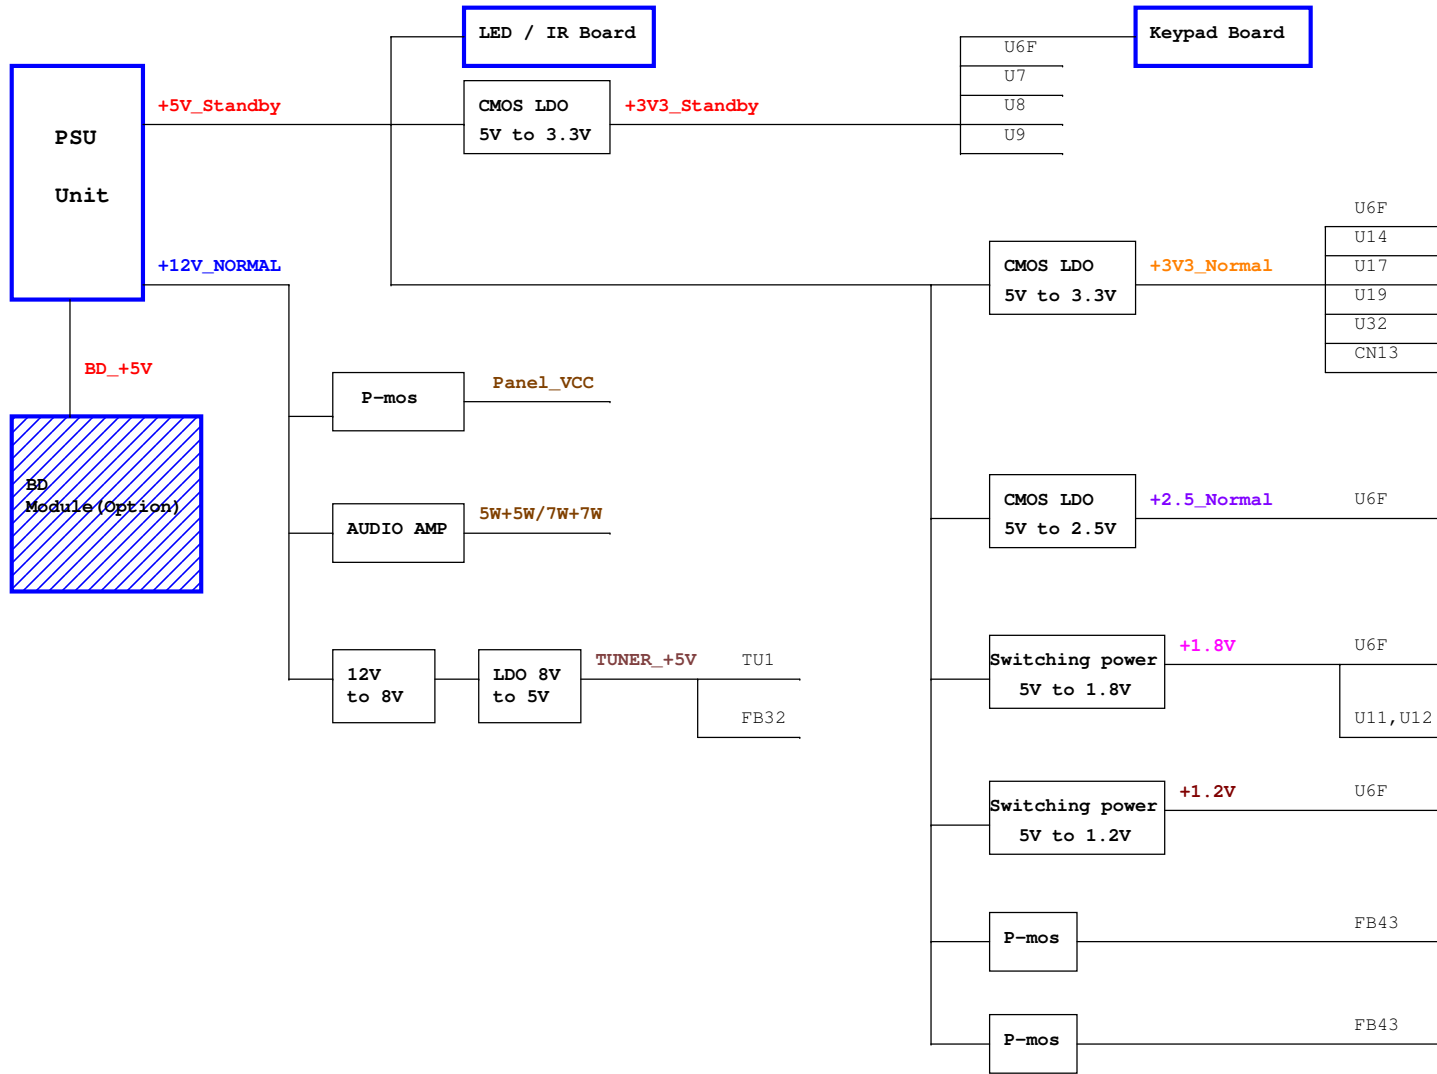 LED / IR Board
Keypad Board
U6F
U7
+5V_Standby
CMOS LDO
5V to 3.3V
+3V3_Standby
U8
U9
PSU
Unit
U6F
U14
+12V_NORMAL
CMOS LDO
5V to 3.3V
+3V3_Normal
U17
U19
U32
CN13
BD_+5V
P-mos
Panel_VCC
BD
Module(Option)
CMOS LDO
5V to 2.5V
+2.5_Normal
U6F
AUDIO AMP
5W+5W/7W+7W
12V
to 8V
LDO 8V
to 5V
TUNER_+5V
TU1
FB32
Switching power
5V to 1.8V
+1.8V
U6F
U11,U12
Switching power
5V to 1.2V
+1.2V
U6F
P-mos
FB43
P-mos
FB43